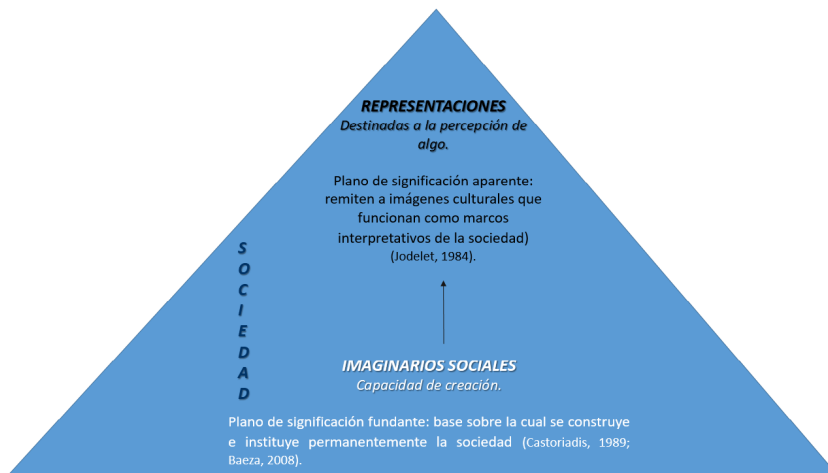 REPRESENTACIONES
Destinadas a la percepción de
algo.
Plano de significación aparente:
remiten a imágenes culturales que
funcionan como marcos
interpretativos de la sociedad)
(Jodelet, 1984).
S
O
C
I
E
D
A
D
IMAGINARIOS SOCIALES
Capacidad de creación.
Plano de significación fundante: base sobre la cual se construye
e instituye permanentemente la sociedad (Castoriadis, 1989;
Baeza, 2008).